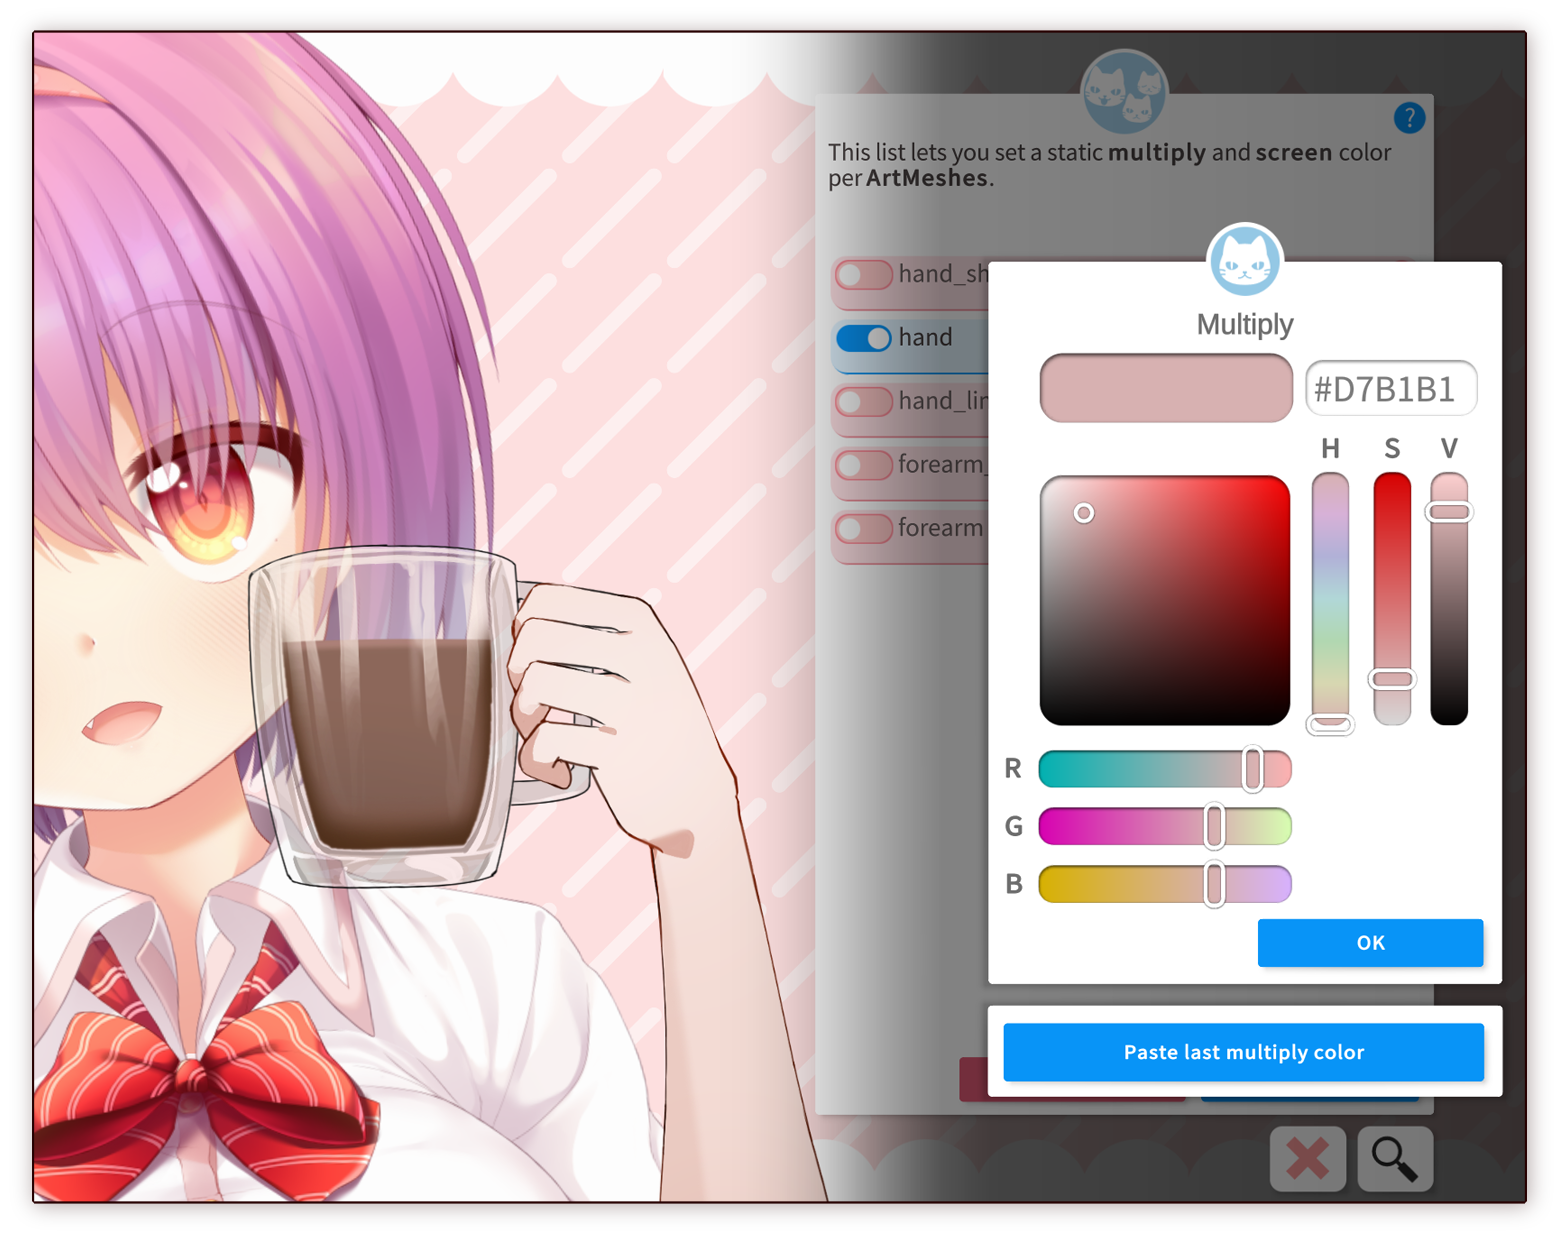 ?
This list lets you set a static multiply and screen color
per ArtMeshes.
hand_sh
hand
hand_lin
forearm_
forearm
Multiply
#D7B1B1
H S V
R
G
B
OK
Paste last multiply color